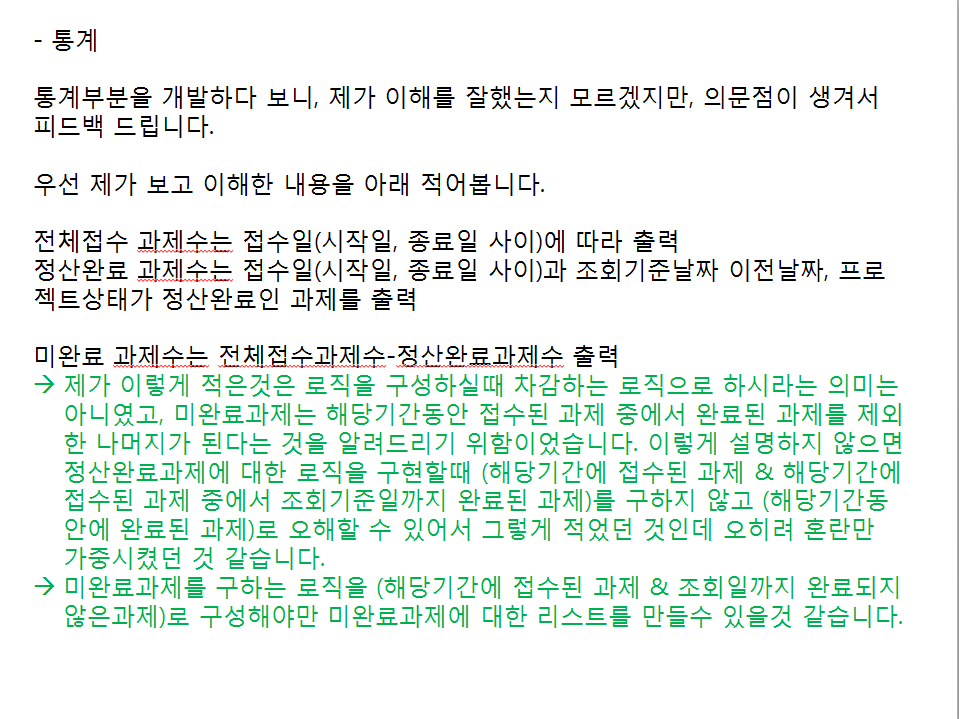 - 통계
통계부분을 개발하다 보니, 제가 이해를 잘했는지 모르겠지만, 의문점이 생겨서
피드백 드립니다.
우선 제가 보고 이해한 내용을 아래 적어봅니다.
전체접수 과제수는 접수일(시작일, 종료일 사이)에 따라 출력
정산완료 과제수는 접수일(시작일, 종료일 사이)과 조회기준날짜 이전날짜, 프로
젝트상태가 정산완료인 과제를 출력
미완료 과제수는 전체접수과제수-정산완료과제수 출력
→ 제가 이렇게 적은것은 로직을 구성하실때 차감하는 로직으로 하시라는 의미는
아니였고, 미완료과제는 해당기간동안 접수된 과제 중에서 완료된 과제를 제외
한 나머지가 된다는 것을 알려드리기 위함이었습니다. 이렇게 설명하지 않으면
정산완료과제에 대한 로직을 구현할때 (해당기간에 접수된 과제 & 해당기간에
접수된 과제 중에서 조회기준일까지 완료된 과제)를 구하지 않고 (해당기간동
안에 완료된 과제)로 오해할 수 있어서 그렇게 적었던 것인데 오히려 혼란만
가중시켰던 것 같습니다.
→ 미완료과제를 구하는 로직을 (해당기간에 접수된 과제 & 조회일까지 완료되지
않은과제)로 구성해야만 미완료과제에 대한 리스트를 만들수 있을것 같습니다.